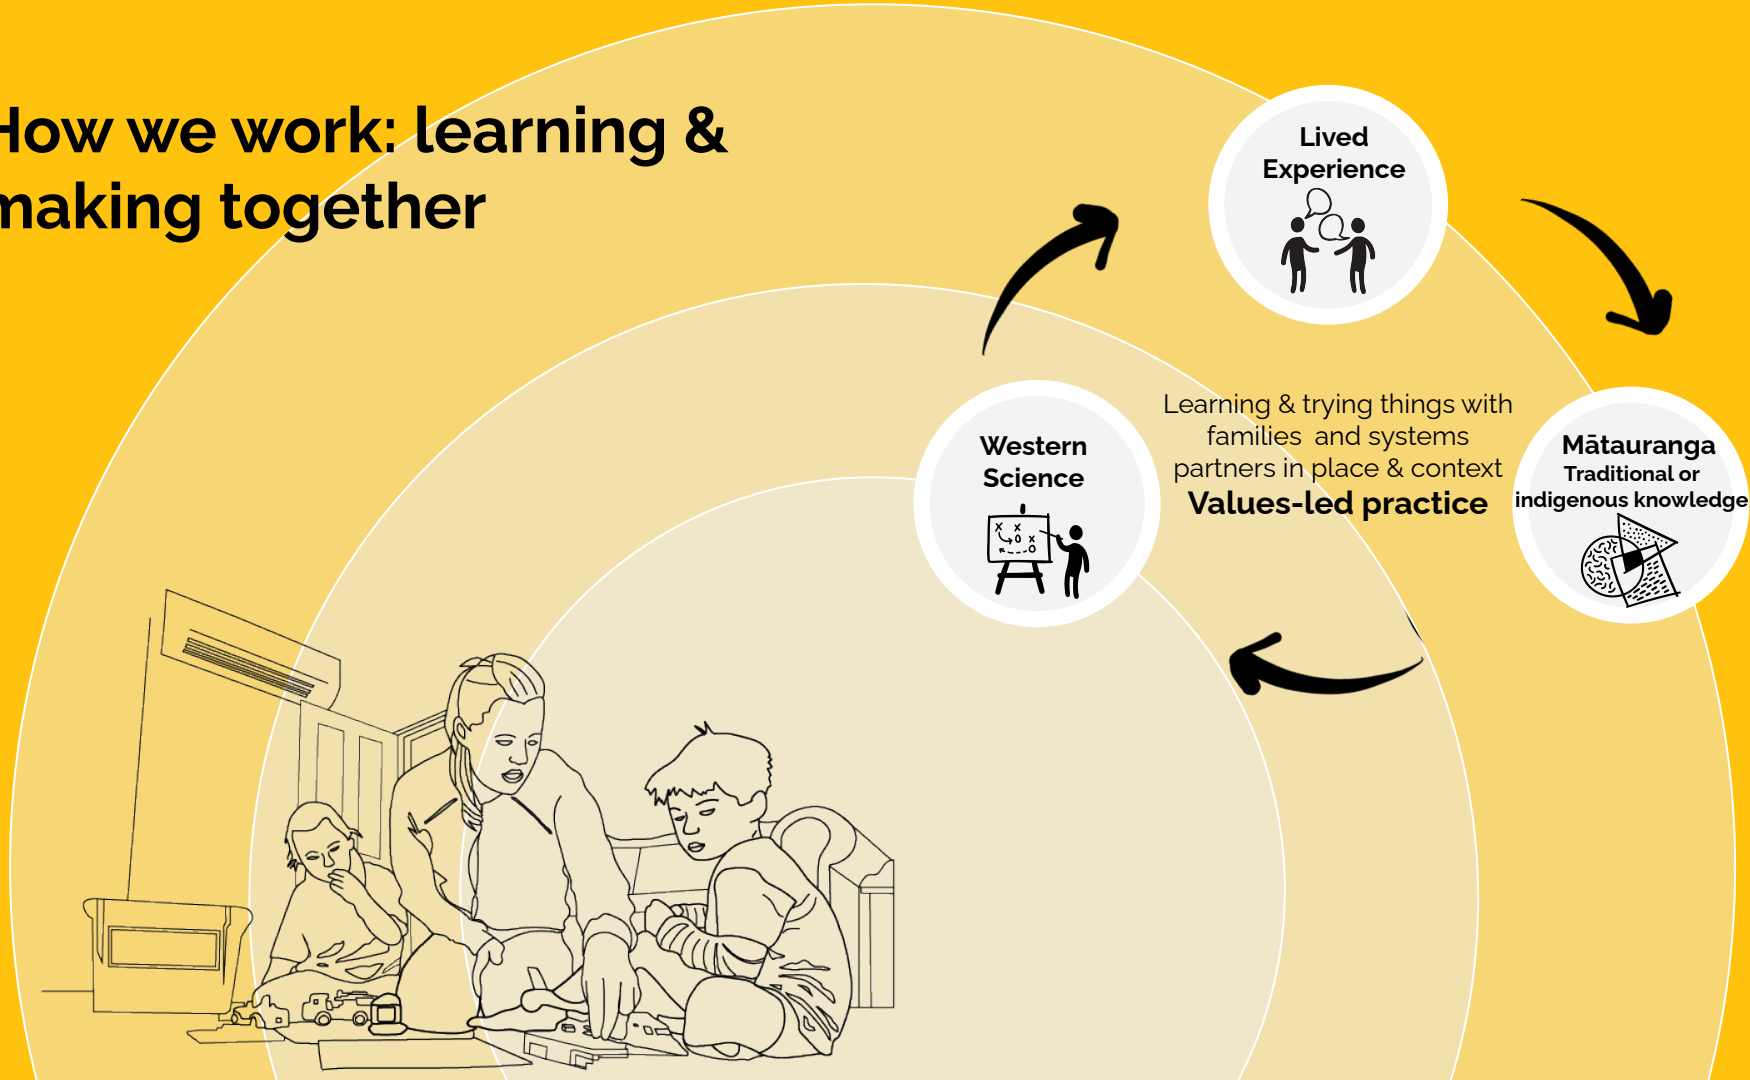 How we work: learning &
making together
Lived
Experience
Western
Science
Learning & trying things with
families and systems
partners in place & context
Values-led practice
Mātauranga
Traditional or
indigenous knowledge